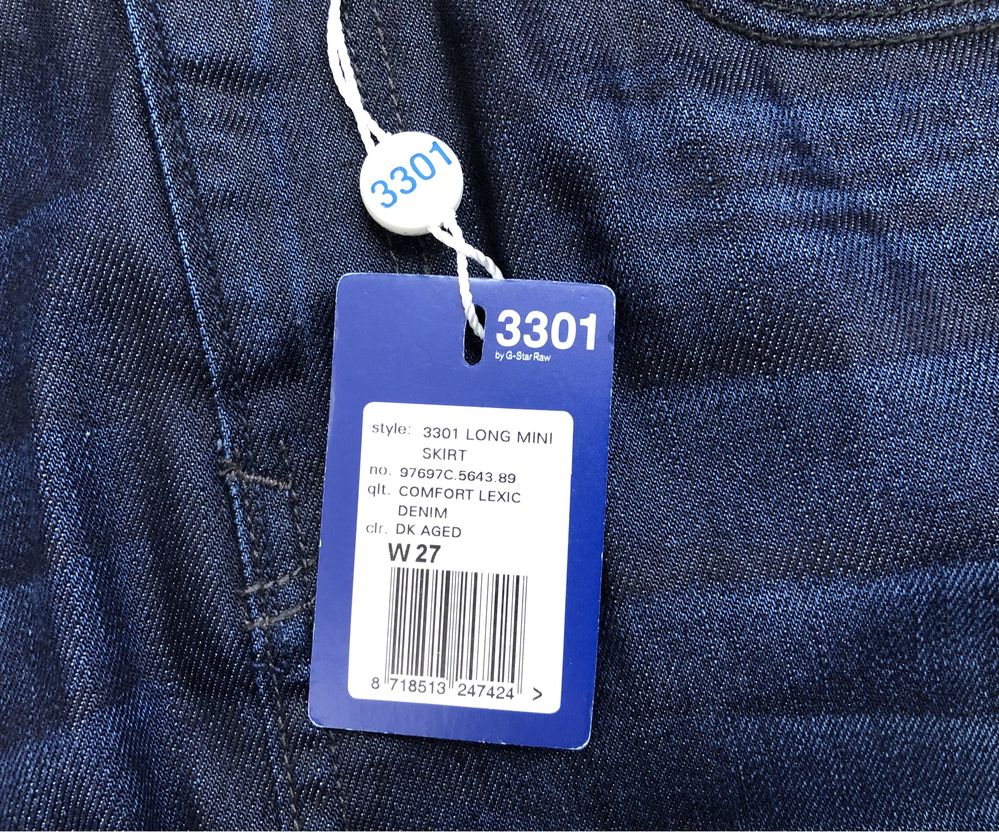 3301
3301
by G-Star Raw
style: 3301 LONG MINI
SKIRT
no. 97697C.5643.89
qlt. COMFORT LEXIC
DENIM
clr. DK AGED
W 27
8 718513 247424 >